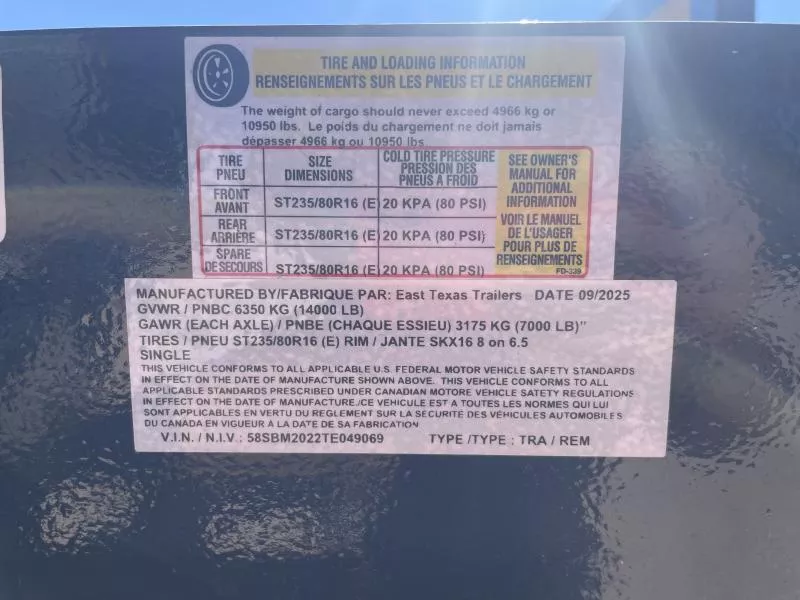 TIRE AND LOADING INFORMATION
RENSEIGNEMENTS SUR LES PNEUS ET LE CHARGEMENT
The weight of cargo should never exceed 4966 kg or
10950 lbs. Le poids du chargement ne doit jamais
dépasser 4966 kg ou 10950 lbs.
TIRE PNEU SIZE DIMENSIONS COLD TIRE PRESSURE PRESSION DES PNEUS A FROID
FRONT AVANT ST235/80R16 (E) 20 KPA (80 PSI)
REAR ARRIÈRE ST235/80R16 (E) 20 KPA (80 PSI)
SPARE DE SECOURS ST235/80R16 (E) 20 KPA (80 PSI)
SEE OWNER'S
MANUAL FOR
ADDITIONAL
INFORMATION
VOIR LE MANUEL
DE L'USAGER
POUR PLUS DE
RENSEIGNEMENTS
FD-339
MANUFACTURED BY/FABRIQUE PAR: East Texas Trailers DATE 09/2025
GVWR / PNBC 6350 KG (14000 LB)
GAWR (EACH AXLE) / PNBE (CHAQUE ESSIEU) 3175 KG (7000 LB)"
TIRES / PNEU ST235/80R16 (E) RIM / JANTE SKX16 8 on 6.5
SINGLE
THIS VEHICLE CONFORMS TO ALL APPLICABLE U.S. FEDERAL MOTOR VEHICLE SAFETY STANDARDS
IN EFFECT ON THE DATE OF MANUFACTURE SHOWN ABOVE. THIS VEHICLE CONFORMS TO ALL
APPLICABLE STANDARDS PRESCRIBED UNDER CANADIAN MOTORE VEHICLE SAFETY REGULATIONS
IN EFFECT ON THE DATE OF MANUFACTURE./CE VEHICULE EST A TOUTES LES NORMES QUI LUI
SONT APPLICABLES EN VERTU DU REGLEMENT SUR LA SECURITE DES VÉHICULES AUTOMOBILES
DU CANADA EN VIGUEUR A LA DATE DE SA FABRICATION
V.I.N. / N.I.V : 58SBM2022TE049069 TYPE /TYPE : TRA / REM